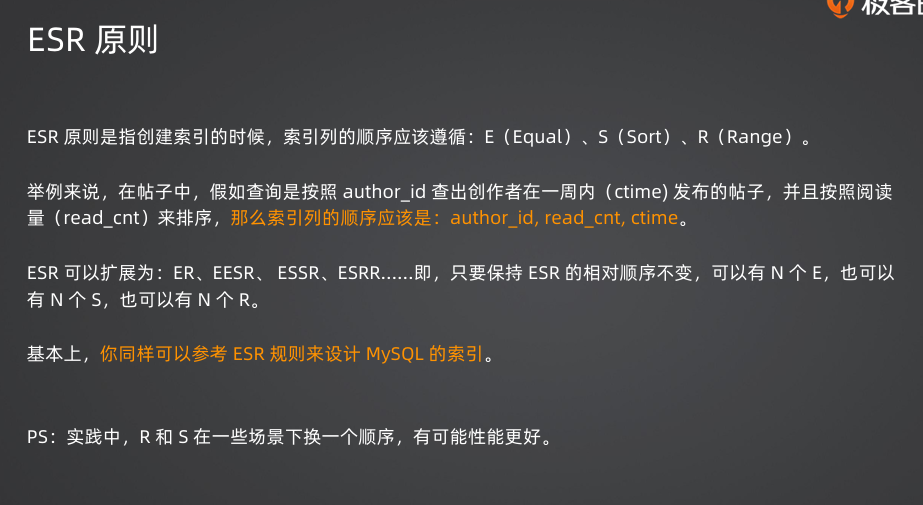 极客
ESR 原则
ESR 原则是指创建索引的时候，索引列的顺序应该遵循：E（Equal）、S（Sort）、R（Range）。
举例来说，在帖子中，假如查询是按照 author_id 查出创作者在一周内（ctime) 发布的帖子，并且按照阅读
量（read_cnt）来排序，那么索引列的顺序应该是：author_id, read_cnt, ctime。
ESR 可以扩展为：ER、EESR、 ESSR、ESRR......即，只要保持 ESR 的相对顺序不变，可以有 N 个 E，也可以
有 N 个 S，也可以有 N 个 R。
基本上，你同样可以参考 ESR 规则来设计 MySQL 的索引。
PS：实践中，R 和 S 在一些场景下换一个顺序，有可能性能更好。